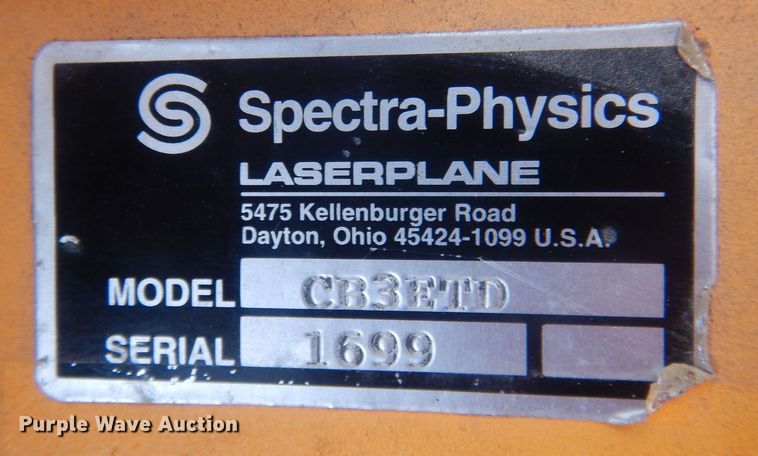 Spectra-Physics
LASERPLANE
5475 Kellenburger Road
Dayton, Ohio 45424-1099 U.S.A.
MODEL CB3ETD
SERIAL 1699
Purple Wave Auction